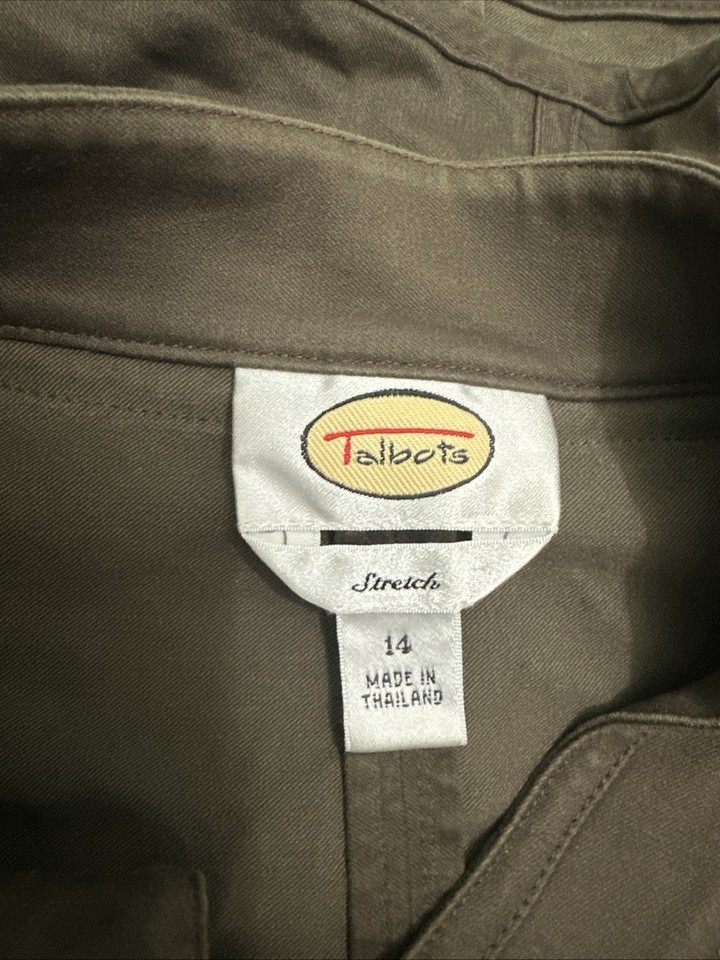 Talbots
Stretch
14
MADE IN
THAILAND